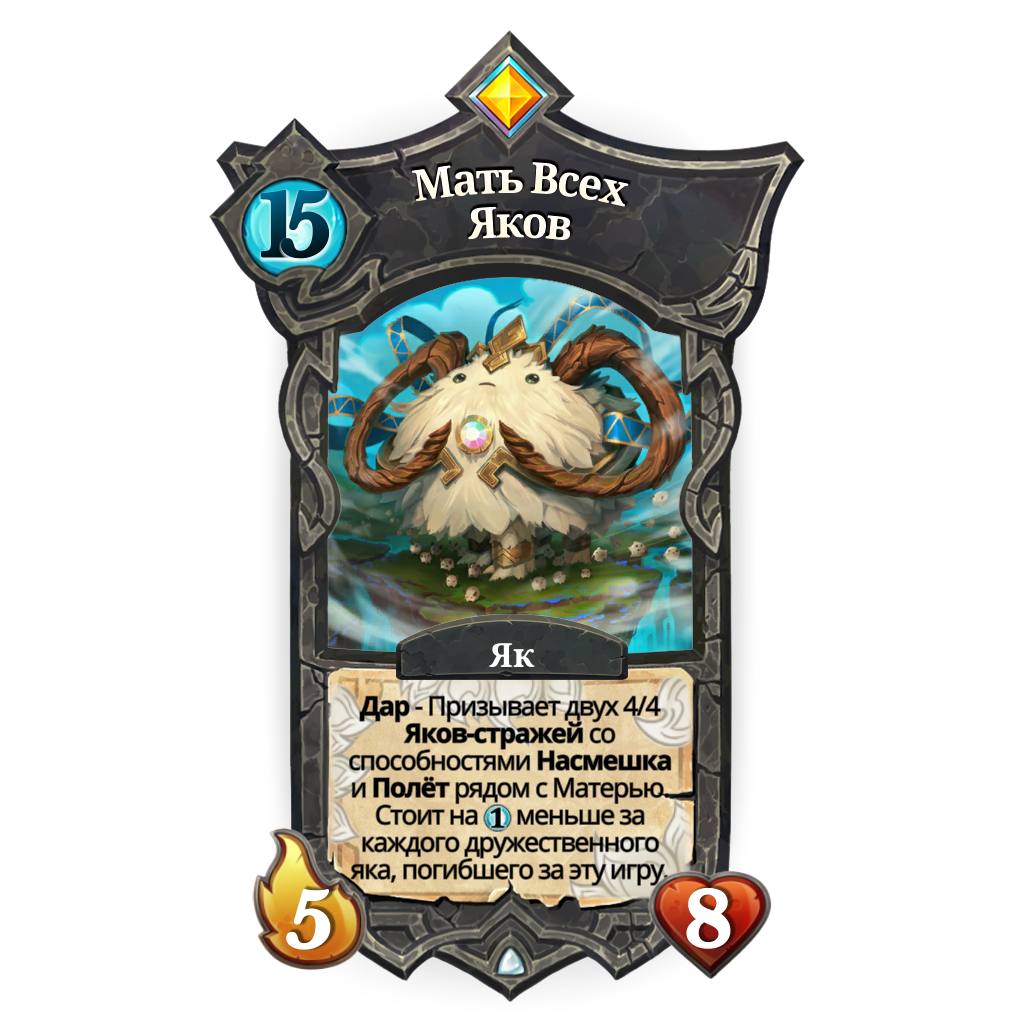 15
Мать Всех
Яков
Як
Дар - Призывает двух 4/4
Яков-стражей со
способностями Насмешка
и Полёт рядом с Матерью.
Стоит на 1 меньше за
каждого дружественного
яка, погибшего за эту игру.
5
8